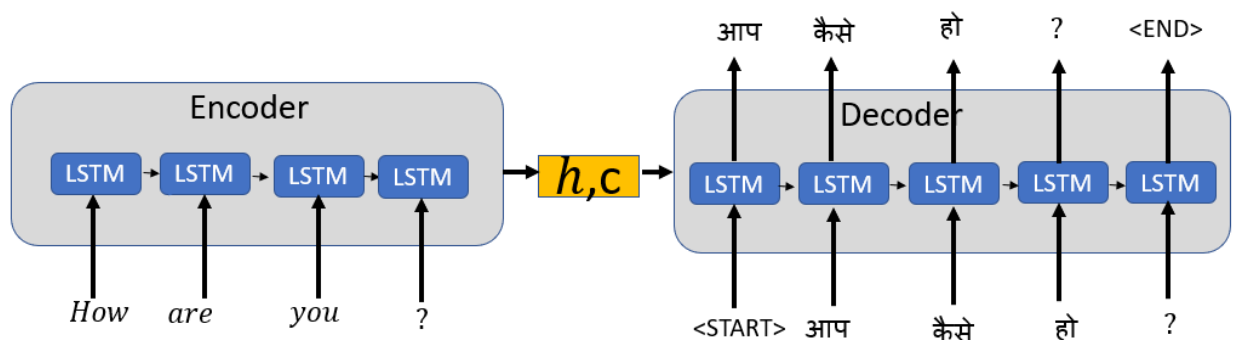 आप कैसे हो ? <END>
Encoder
Decoder
LSTM LSTM LSTM LSTM
h,c
LSTM LSTM LSTM LSTM LSTM
How are you ?
<START> आप कैसे हो ?